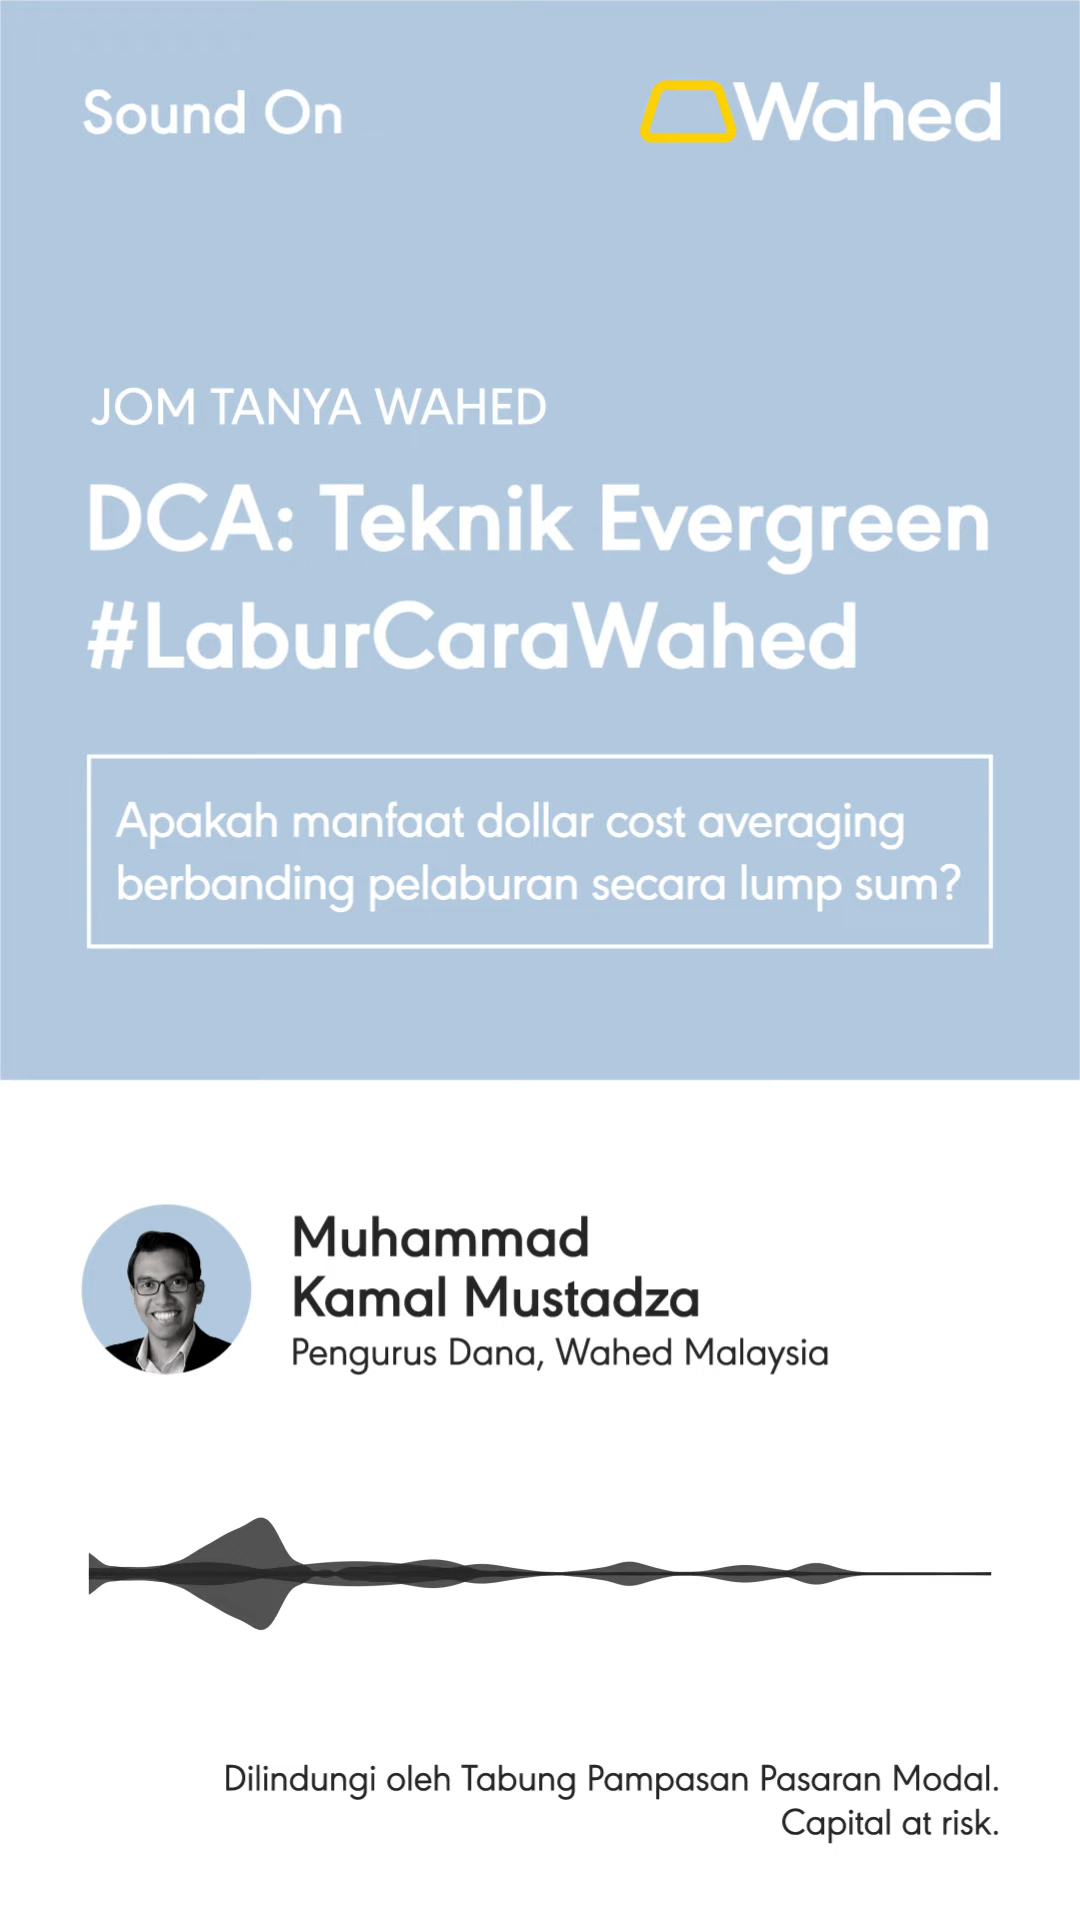 Sound On
Wahed
JOM TANYA WAHED
DCA: Teknik Evergreen
#LaburCaraWahed
Apakah manfaat dollar cost averaging
berbanding pelaburan secara lump sum?
Muhammad
Kamal Mustadza
Pengurus Dana, Wahed Malaysia
Dilindungi oleh Tabung Pampasan Pasaran Modal.
Capital at risk.